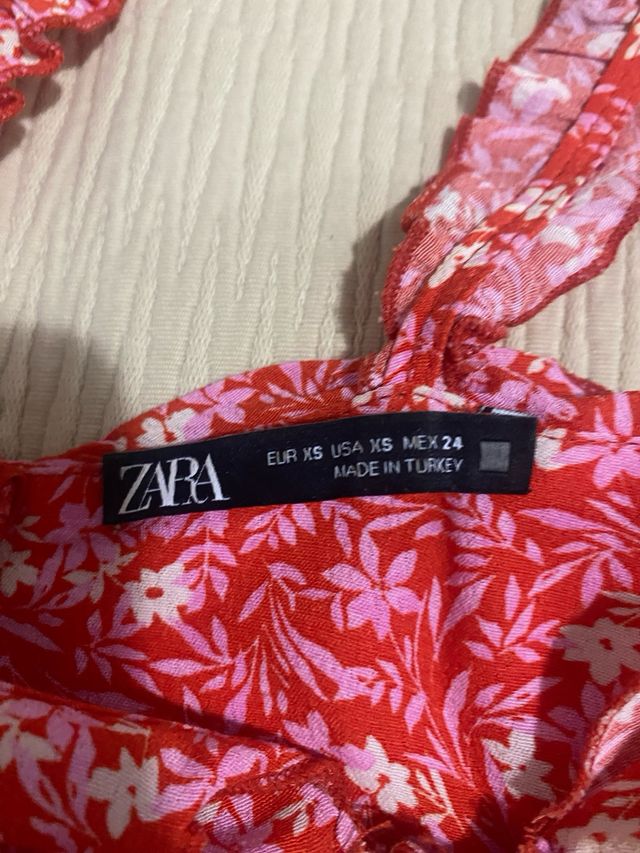 ZARA
EUR XS USA XS MEX 24
MADE IN TURKEY